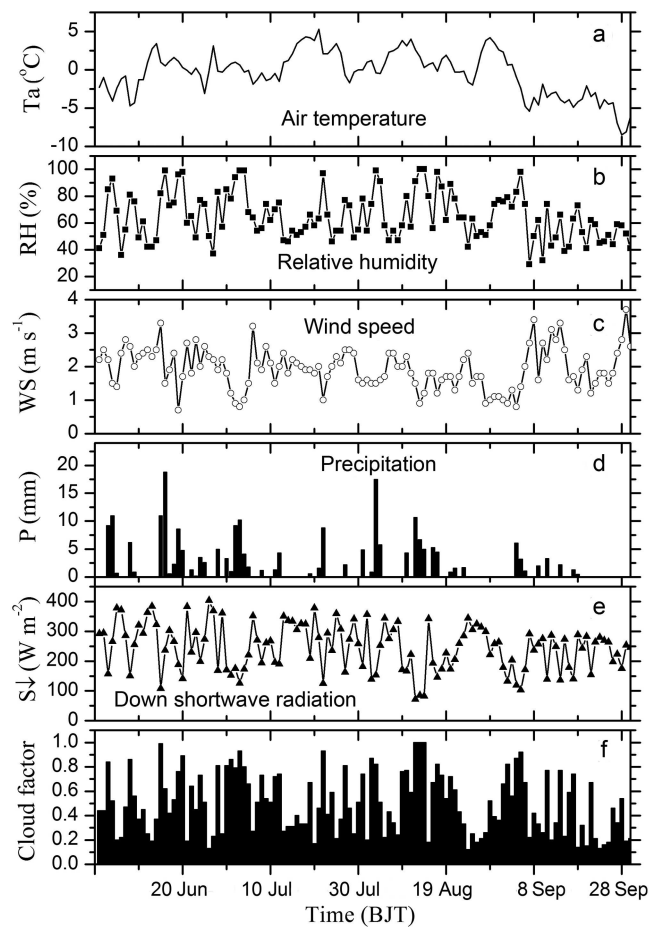 5
0
-5
-10
Ta (°C)
a
Air temperature
100
80
60
40
20
RH (%)
b
Relative humidity
4
3
2
1
0
WS (m s⁻¹)
Wind speed
c
20
15
10
5
0
P (mm)
Precipitation
d
400
300
200
100
0
S↓ (W m⁻²)
e
Down shortwave radiation
1.0
0.8
0.6
0.4
0.2
0.0
Cloud factor
f
20 Jun 10 Jul 30 Jul 19 Aug 8 Sep 28 Sep
Time (BJT)